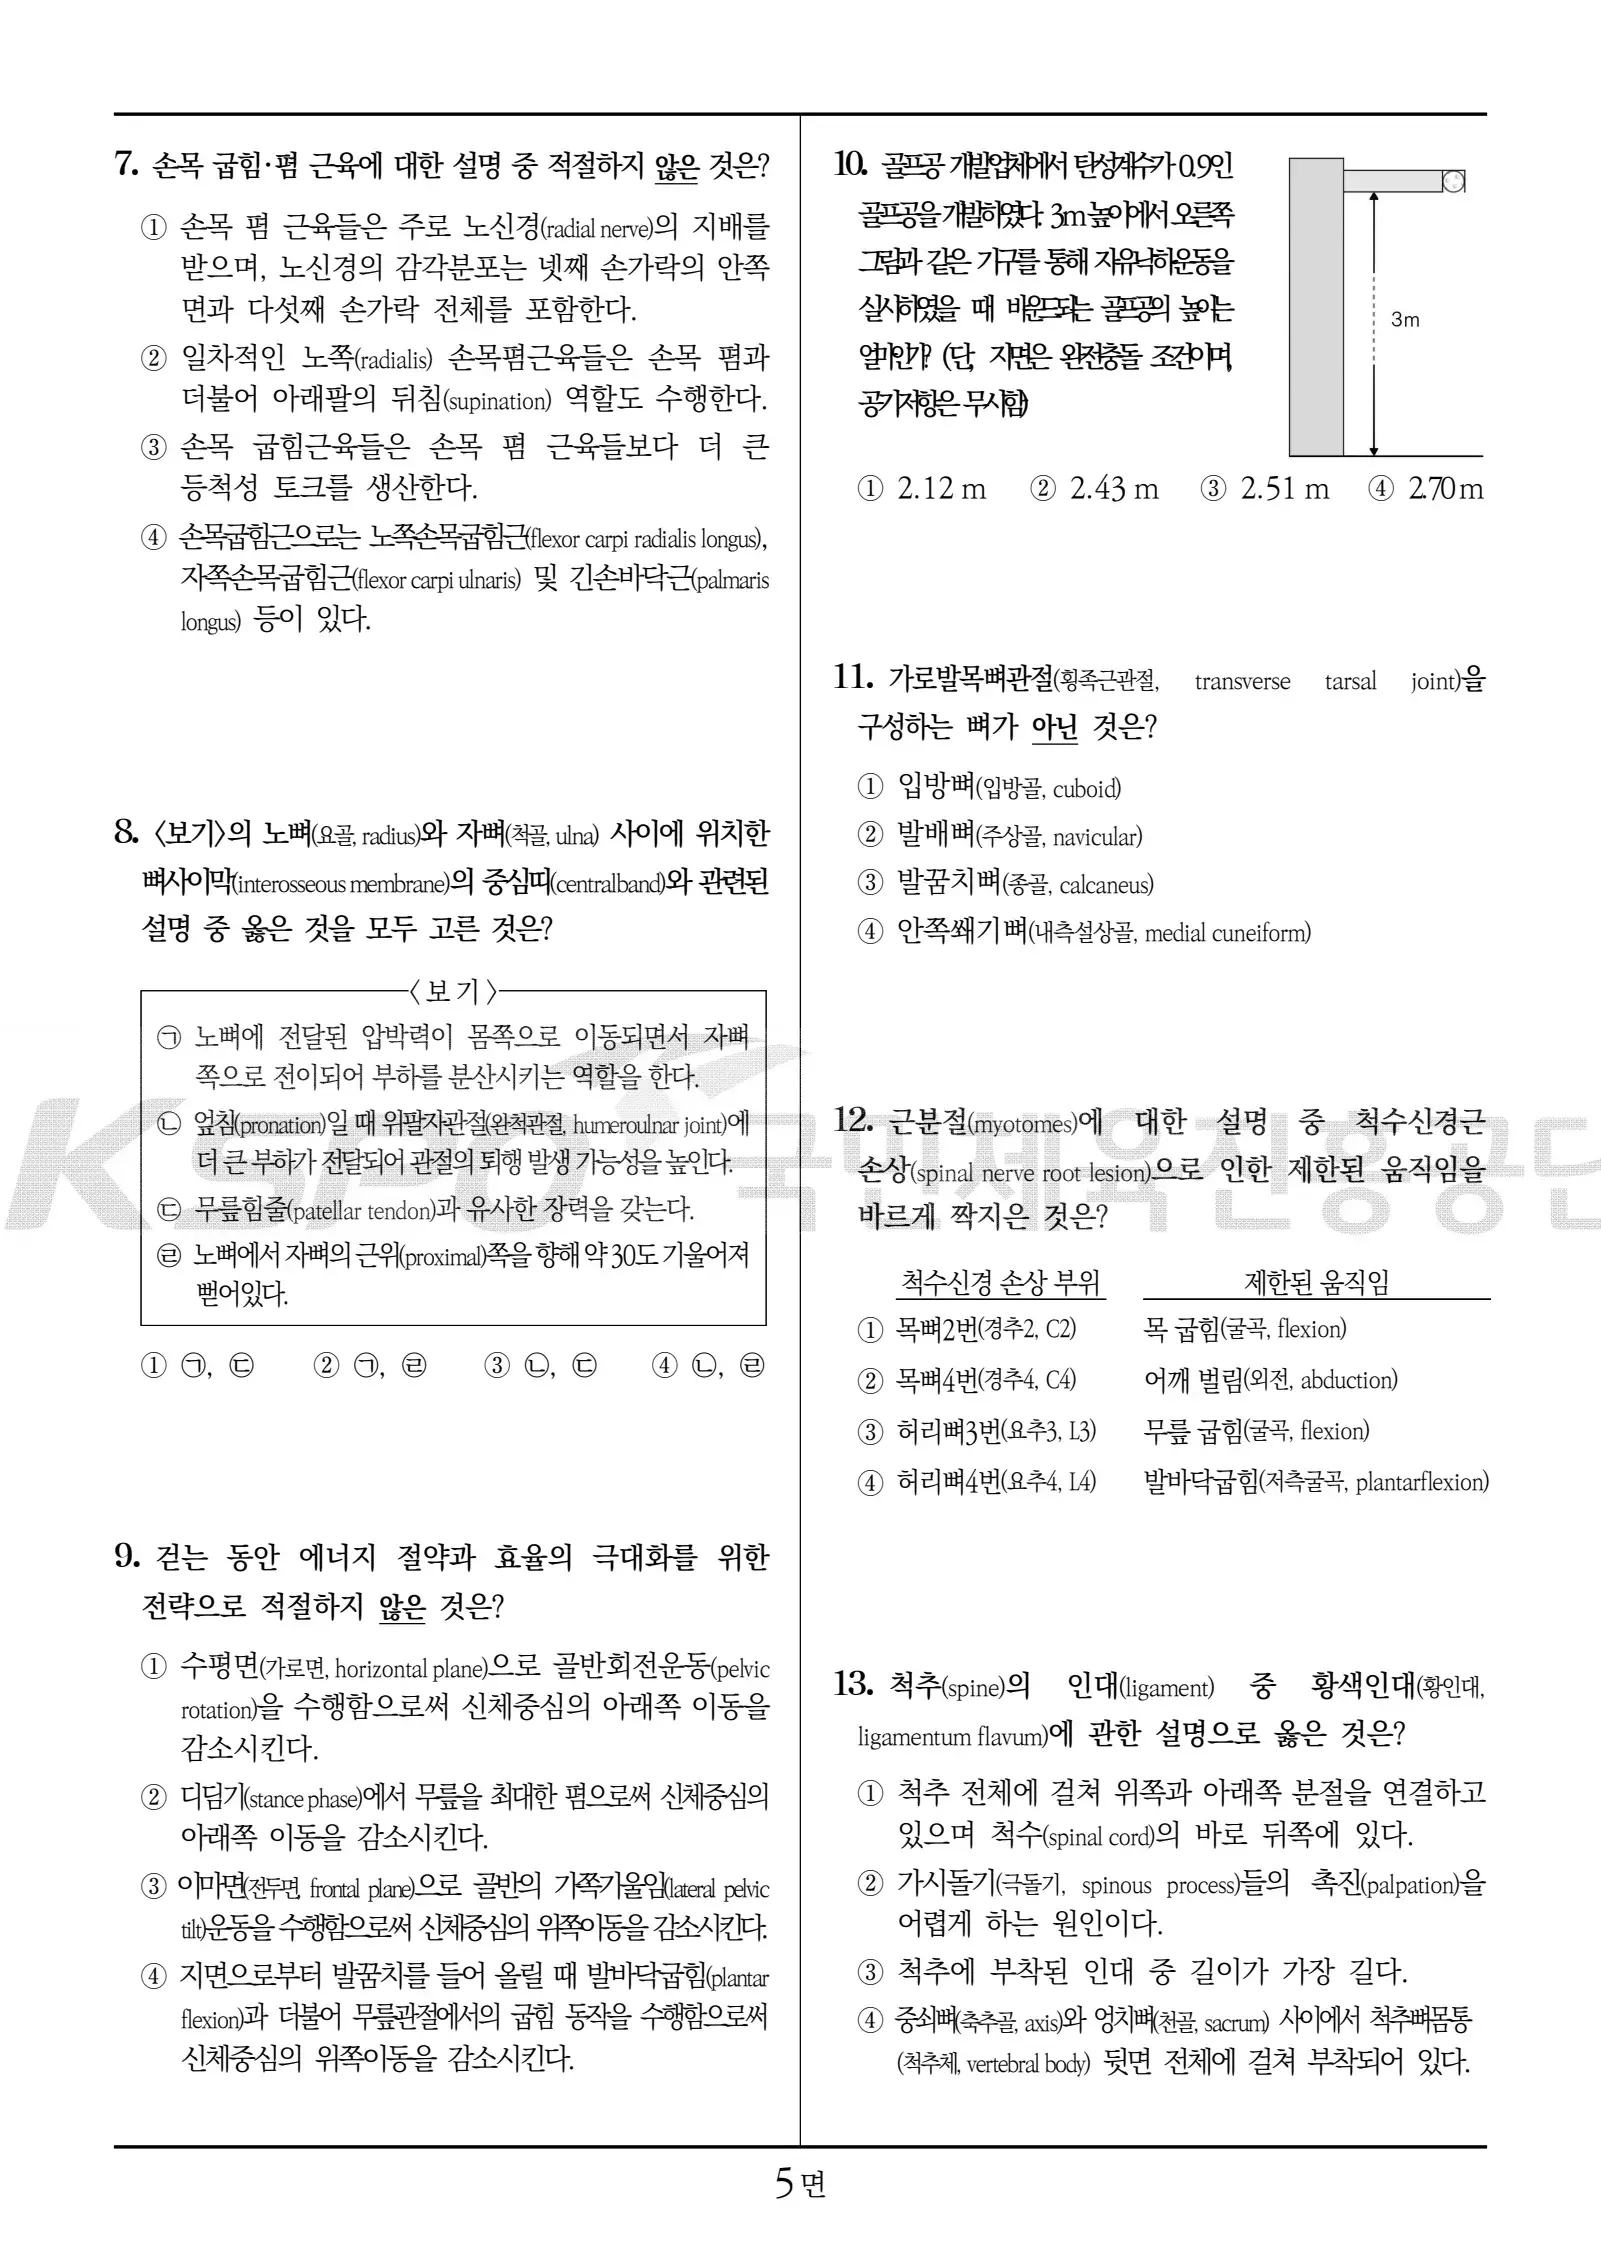 7. 손목 굽힘·폄 근육에 대한 설명 중 적절하지 않은 것은?
① 손목 폄 근육들은 주로 노신경(radial nerve)의 지배를
받으며, 노신경의 감각분포는 넷째 손가락의 안쪽
면과 다섯째 손가락 전체를 포함한다.
② 일차적인 노쪽(radialis) 손목폄근육들은 손목 폄과
더불어 아래팔의 뒤침(supination) 역할도 수행한다.
③ 손목 굽힘근육들은 손목 폄 근육들보다 더 큰
등척성 토크를 생산한다.
④ 손목굽힘근으로는 노쪽손목굽힘근(flexor carpi radialis longus),
자쪽손목굽힘근(flexor carpi ulnaris) 및 긴손바닥근(palmaris
longus) 등이 있다.
8. <보기>의 노뼈(요골, radius)와 자뼈(척골, ulna) 사이에 위치한
뼈사이막(interosseous membrane)의 중심띠(centralband)와 관련된
설명 중 옳은 것을 모두 고른 것은?
<보 기>
㉠ 노뼈에 전달된 압박력이 몸쪽으로 이동되면서 자뼈
쪽으로 전이되어 부하를 분산시키는 역할을 한다.
㉡ 엎침(pronation)일 때 위팔자관절(완척관절, humeroulnar joint)에
더 큰 부하가 전달되어 관절의 퇴행 발생 가능성을 높인다.
㉢ 무릎힘줄(patellar tendon)과 유사한 장력을 갖는다.
㉣ 노뼈에서 자뼈의 근위(proximal)쪽을 향해 약 30도 기울어져
뻗어있다.
① ㉠, ㉢ ② ㉠, ㉣ ③ ㉡, ㉢ ④ ㉡, ㉣
9. 걷는 동안 에너지 절약과 효율의 극대화를 위한
전략으로 적절하지 않은 것은?
① 수평면(가로면, horizontal plane)으로 골반회전운동(pelvic
rotation)을 수행함으로써 신체중심의 아래쪽 이동을
감소시킨다.
② 디딤기(stance phase)에서 무릎을 최대한 폄으로써 신체중심의
아래쪽 이동을 감소시킨다.
③ 이마면(전두면, frontal plane)으로 골반의 가쪽기울임(lateral pelvic
tilt)운동을 수행함으로써 신체중심의 위쪽이동을 감소시킨다.
④ 지면으로부터 발꿈치를 들어 올릴 때 발바닥굽힘(plantar
flexion)과 더불어 무릎관절에서의 굽힘 동작을 수행함으로써
신체중심의 위쪽이동을 감소시킨다.
10. 골프공 개발업체에서 탄성계수가 0.9인
골프공을 개발하였다. 3m 높이에서 오른쪽
그림과 같은 기구를 통해 자유낙하운동을
실시하였을 때 바운드되는 골프공의 높이는
얼마인가? (단, 지면은 완전충돌 조건이며,
공기저항은 무시함)
3m
① 2.12 m ② 2.43 m ③ 2.51 m ④ 2.70 m
11. 가로발목뼈관절(횡족근관절, transverse tarsal joint)을
구성하는 뼈가 아닌 것은?
① 입방뼈(입방골, cuboid)
② 발배뼈(주상골, navicular)
③ 발꿈치뼈(종골, calcaneus)
④ 안쪽쐐기뼈(내측설상골, medial cuneiform)
12. 근분절(myotomes)에 대한 설명 중 척수신경근
손상(spinal nerve root lesion)으로 인한 제한된 움직임을
바르게 짝지은 것은?
척수신경 손상 부위 제한된 움직임
① 목뼈2번(경추2, C2) 목 굽힘(굴곡, flexion)
② 목뼈4번(경추4, C4) 어깨 벌림(외전, abduction)
③ 허리뼈3번(요추3, L3) 무릎 굽힘(굴곡, flexion)
④ 허리뼈4번(요추4, L4) 발바닥굽힘(저측굴곡, plantarflexion)
13. 척추(spine)의 인대(ligament) 중 황색인대(황인대,
ligamentum flavum)에 관한 설명으로 옳은 것은?
① 척추 전체에 걸쳐 위쪽과 아래쪽 분절을 연결하고
있으며 척수(spinal cord)의 바로 뒤쪽에 있다.
② 가시돌기(극돌기, spinous process)들의 촉진(palpation)을
어렵게 하는 원인이다.
③ 척추에 부착된 인대 중 길이가 가장 길다.
④ 중쇠뼈(축추골, axis)와 엉치뼈(천골, sacrum) 사이에서 척추뼈몸통
(척추체, vertebral body) 뒷면 전체에 걸쳐 부착되어 있다.
KSPO 국민체육진흥공단
5 면